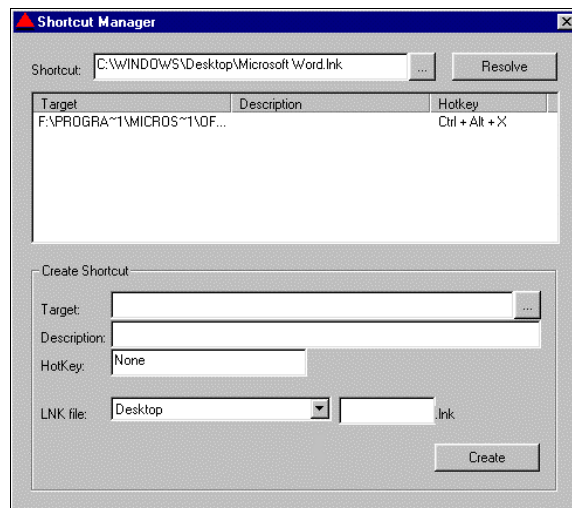 Shortcut Manager
Shortcut: C:\WINDOWS\Desktop\Microsoft Word.lnk ... Resolve
Target Description Hotkey
F:\PROGRA~1\MICROS~1\OF... Ctrl + Alt + X
Create Shortcut
Target: ...
Description:
HotKey: None
LNK file: Desktop .lnk
Create